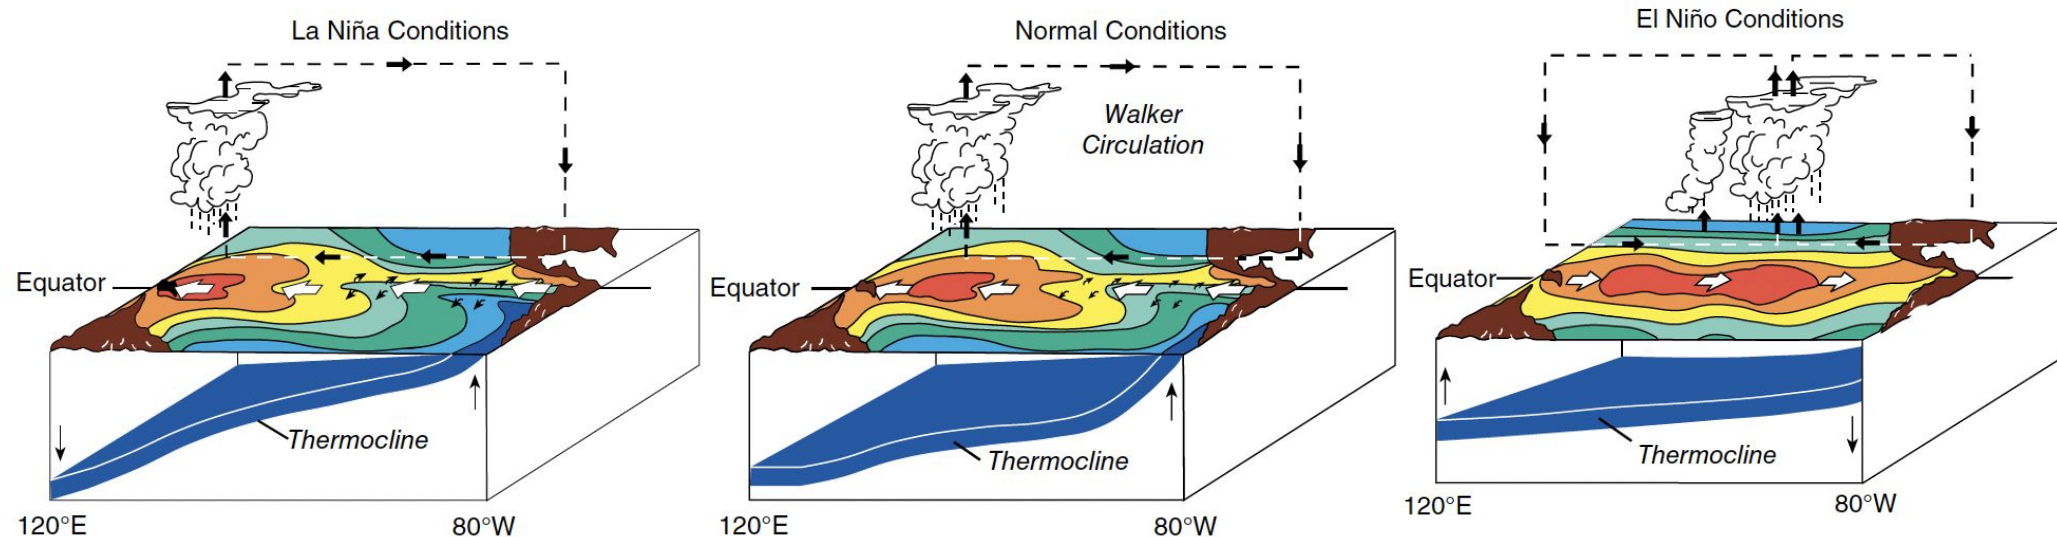 La Niña Conditions
Equator
Thermocline
120°E
80°W
Normal Conditions
Walker
Circulation
Equator
Thermocline
120°E
80°W
El Niño Conditions
Equator
Thermocline
120°E
80°W